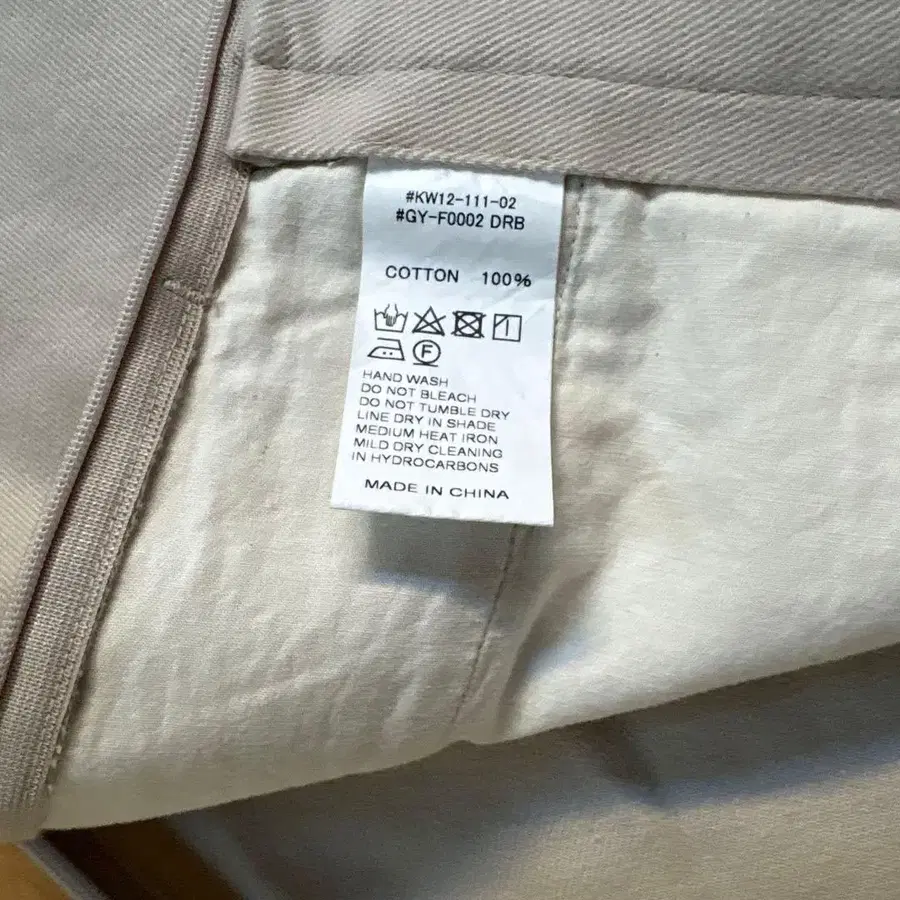 #KW12-111-02
#GY-F0002 DRB
COTTON 100%
F
HAND WASH
DO NOT BLEACH
DO NOT TUMBLE DRY
LINE DRY IN SHADE
MEDIUM HEAT IRON
MILD DRY CLEANING
IN HYDROCARBONS
MADE IN CHINA